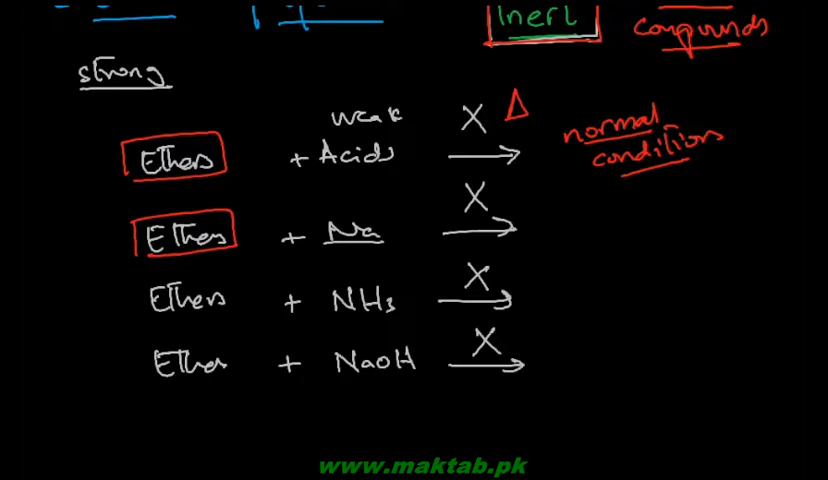 Inert
compounds
strong
weak
Ethers + Acids X Δ
normal
conditions
Ethers + Na X
Ethers + NH3 X
Ether + NaOH X
www.maktab.pk